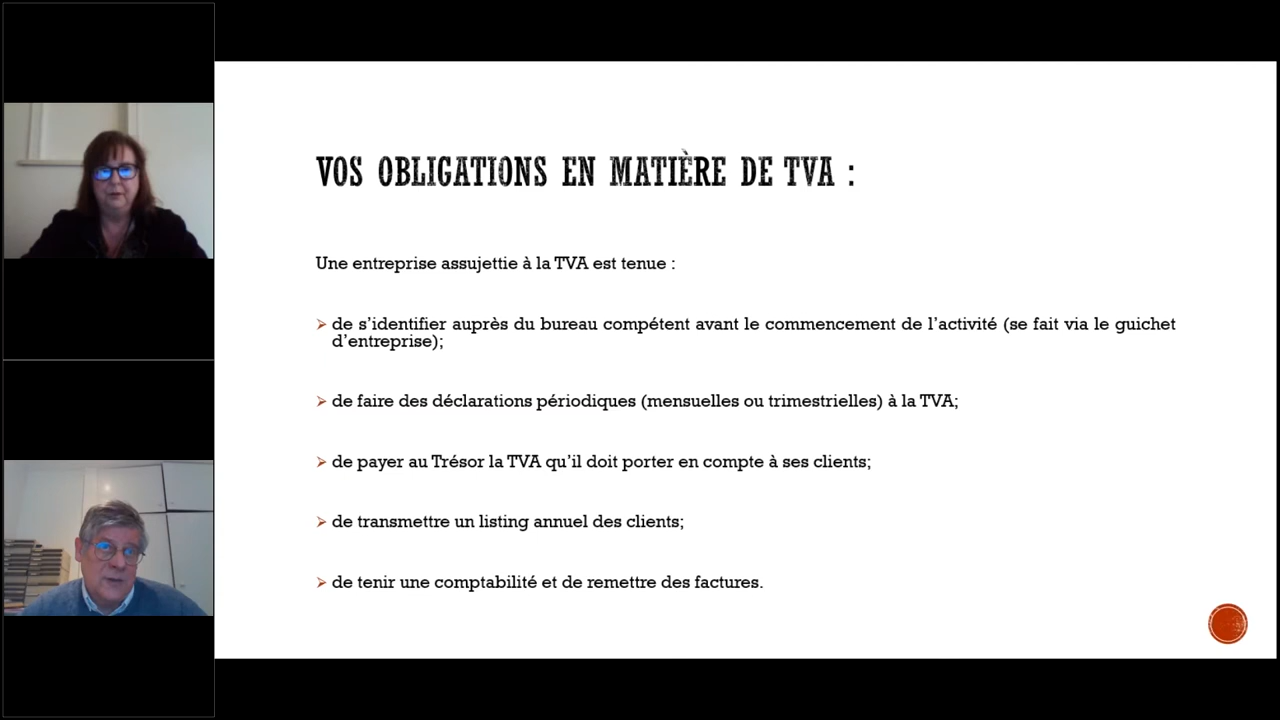 VOS OBLIGATIONS EN MATIÈRE DE TVA :
Une entreprise assujettie à la TVA est tenue :
➢ de s’identifier auprès du bureau compétent avant le commencement de l’activité (se fait via le guichet
d’entreprise);
➢ de faire des déclarations périodiques (mensuelles ou trimestrielles) à la TVA;
➢ de payer au Trésor la TVA qu’il doit porter en compte à ses clients;
➢ de transmettre un listing annuel des clients;
➢ de tenir une comptabilité et de remettre des factures.